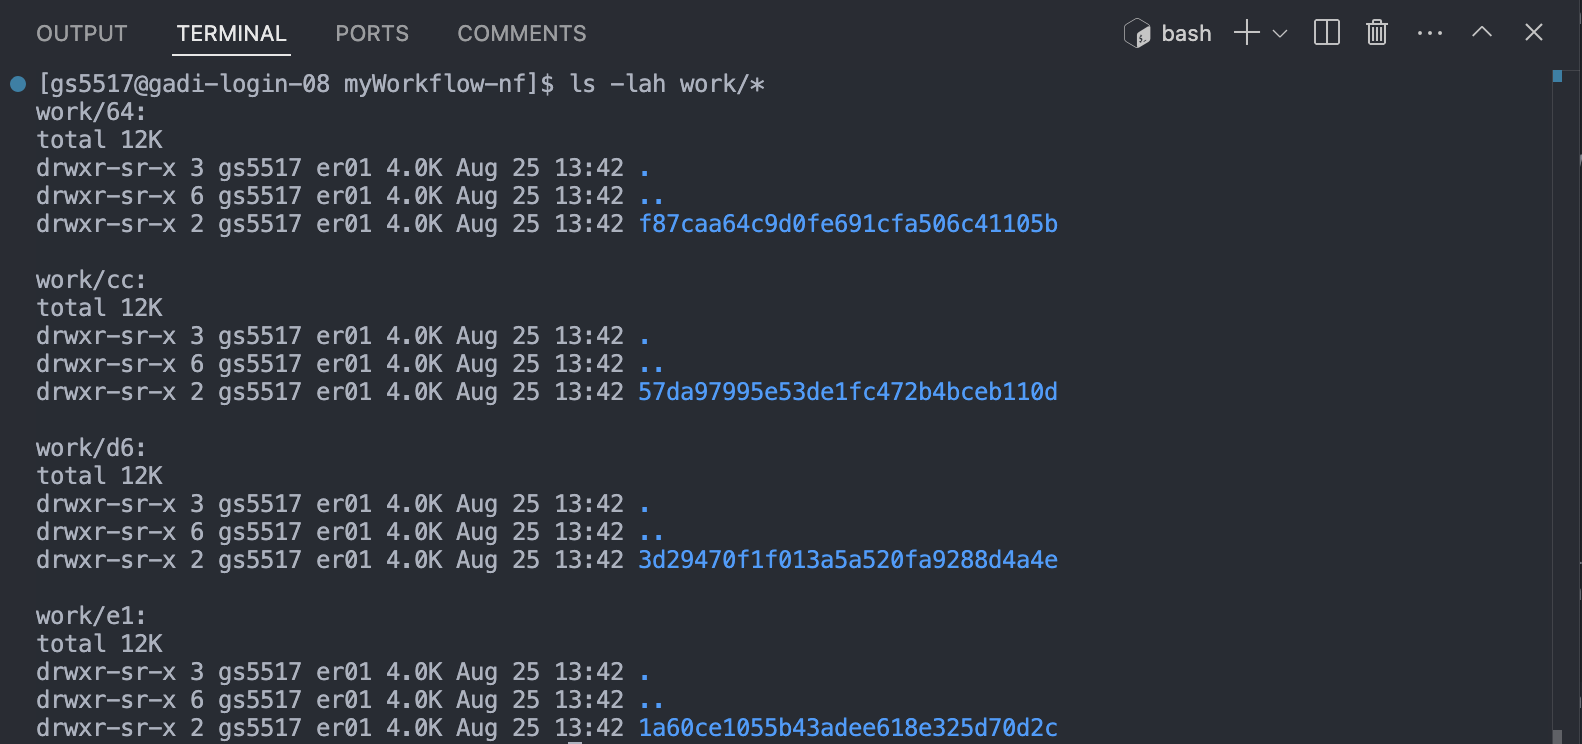 OUTPUT TERMINAL PORTS COMMENTS bash
[gs5517@gadi-login-08 myWorkflow-nf]$ ls -lah work/*
work/64:
total 12K
drwxr-sr-x 3 gs5517 er01 4.0K Aug 25 13:42 .
drwxr-sr-x 6 gs5517 er01 4.0K Aug 25 13:42 ..
drwxr-sr-x 2 gs5517 er01 4.0K Aug 25 13:42 f87caa64c9d0fe691cfa506c41105b
work/cc:
total 12K
drwxr-sr-x 3 gs5517 er01 4.0K Aug 25 13:42 .
drwxr-sr-x 6 gs5517 er01 4.0K Aug 25 13:42 ..
drwxr-sr-x 2 gs5517 er01 4.0K Aug 25 13:42 57da97995e53de1fc472b4bceb110d
work/d6:
total 12K
drwxr-sr-x 3 gs5517 er01 4.0K Aug 25 13:42 .
drwxr-sr-x 6 gs5517 er01 4.0K Aug 25 13:42 ..
drwxr-sr-x 2 gs5517 er01 4.0K Aug 25 13:42 3d29470f1f013a5a520fa9288d4a4e
work/e1:
total 12K
drwxr-sr-x 3 gs5517 er01 4.0K Aug 25 13:42 .
drwxr-sr-x 6 gs5517 er01 4.0K Aug 25 13:42 ..
drwxr-sr-x 2 gs5517 er01 4.0K Aug 25 13:42 1a60ce1055b43adee618e325d70d2c